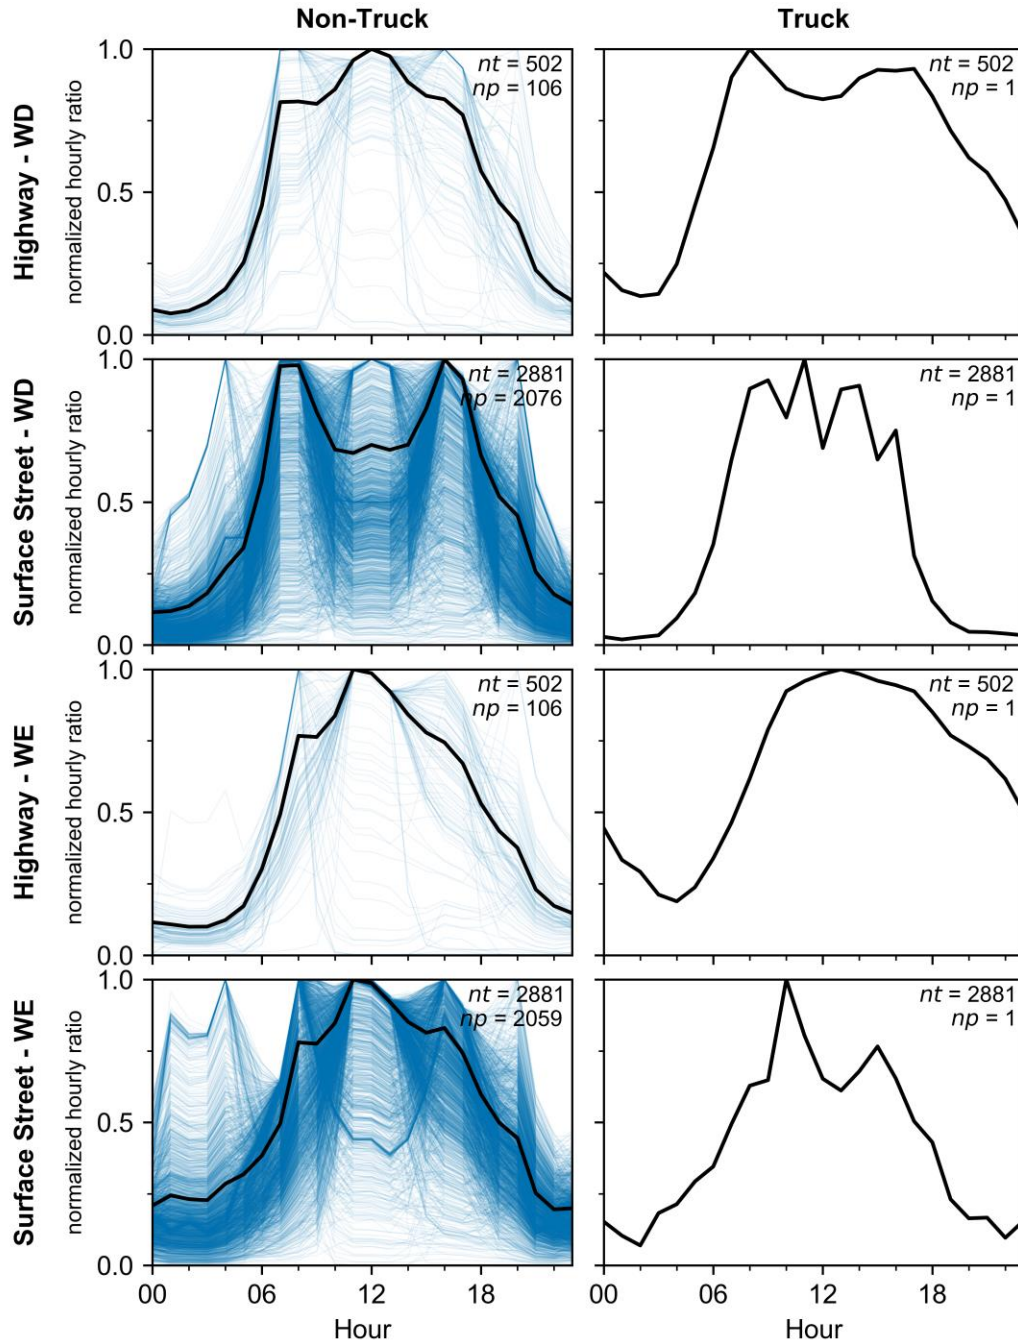 Non-Truck
Truck
Highway - WD
normalized hourly ratio
1.0
0.5
0.0
nt = 502
np = 106
nt = 502
np = 1
Surface Street - WD
normalized hourly ratio
1.0
0.5
0.0
nt = 2881
np = 2076
nt = 2881
np = 1
Highway - WE
normalized hourly ratio
1.0
0.5
0.0
nt = 502
np = 106
nt = 502
np = 1
Surface Street - WE
normalized hourly ratio
1.0
0.5
0.0
nt = 2881
np = 2059
nt = 2881
np = 1
00 06 12 18
00 06 12 18
Hour
Hour